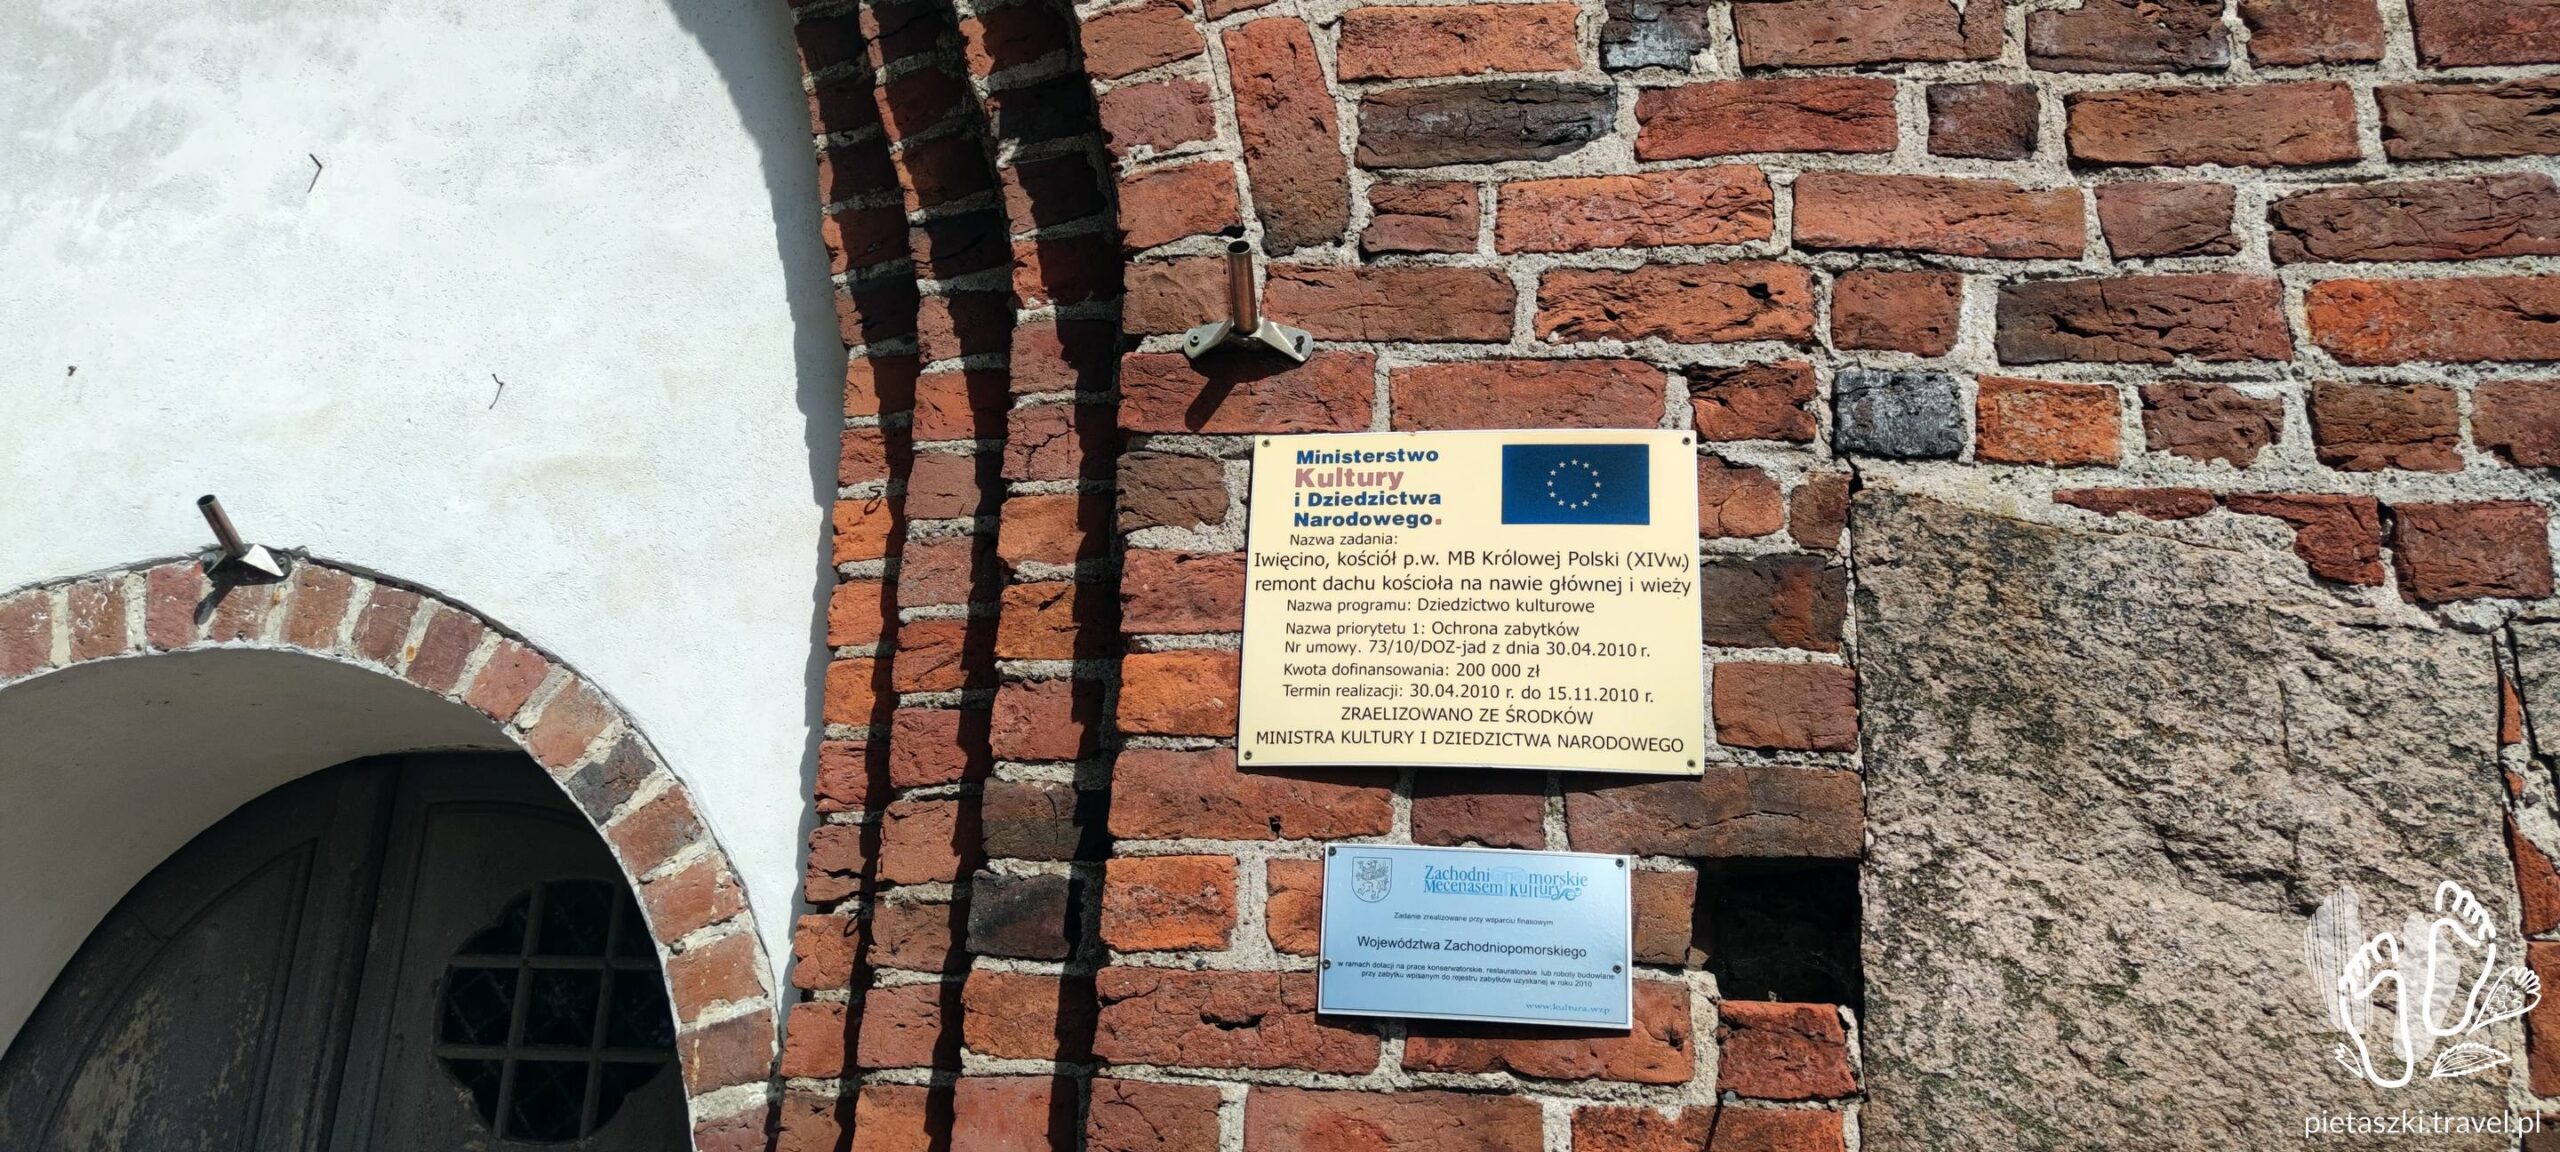 Ministerstwo
Kultury
i Dziedzictwa
Narodowego.
Nazwa zadania:
Iwięcino, kościół p.w. MB Królowej Polski (XIVw.)
remont dachu kościoła na nawie głównej i wieży
Nazwa programu: Dziedzictwo kulturowe
Nazwa priorytetu 1: Ochrona zabytków
Nr umowy. 73/10/DOZ-jad z dnia 30.04.2010 r.
Kwota dofinansowania: 200 000 zł
Termin realizacji: 30.04.2010 r. do 15.11.2010 r.
ZRAELIZOWANO ZE ŚRODKÓW
MINISTRA KULTURY I DZIEDZICTWA NARODOWEGO
Zachodniopomorskie
Mecenasem Kultury
Zadanie zrealizowane przy wsparciu finasowym
Województwa Zachodniopomorskiego
w ramach dotacji na prace konserwatorskie, restauratorskie lub roboty budowlane
przy zabytku wpisanym do rejestru zabytków uzyskanej w roku 2010
www.kultura.wzp
pietaszki.travel.pl